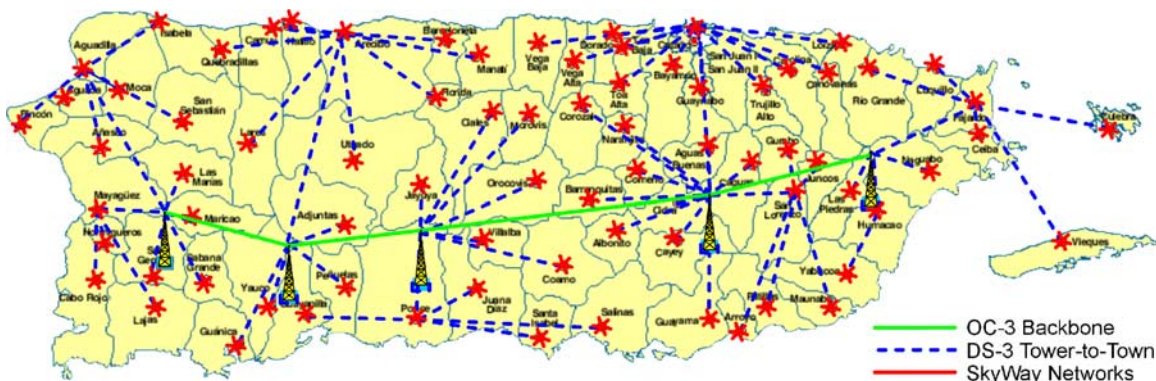 Isabela
Arecibo
Barceloneta
Dorado
Aguadilla
Quebradillas
Manatí
Vega
Baja
Vega
Alta
Baja
Bayamón
San Juan I
San Juan II
Loíza
Carolina
Canovanas
Moca
San
Sebastián
Florida
Ciales
Morovis
Corozal
Toa
Alta
Guaynabo
Trujillo
Alto
Río Grande
Luquillo
Rincón
Añasco
Lares
Utuado
Naranjito
Aguas
Buenas
Gurabo
Fajardo
Ceiba
Culebra
Las
Marías
Jayuya
Orocovis
Barranquitas
Comerío
Caguas
Juncos
Naguabo
Mayagüez
Maricao
Adjuntas
Villalba
Cidra
San
Lorenzo
Las
Piedras
Humacao
Hormigueros
Sabana
Grande
Peñuelas
Coamo
Aibonito
Cayey
Yabucoa
Vieques
Cabo Rojo
Lajas
Yauco
Guánica
Ponce
Juana
Díaz
Santa
Isabel
Salinas
Guayama
Arroyo
Patillas
Maunabo
OC-3 Backbone
DS-3 Tower-to-Town
SkyWay Networks